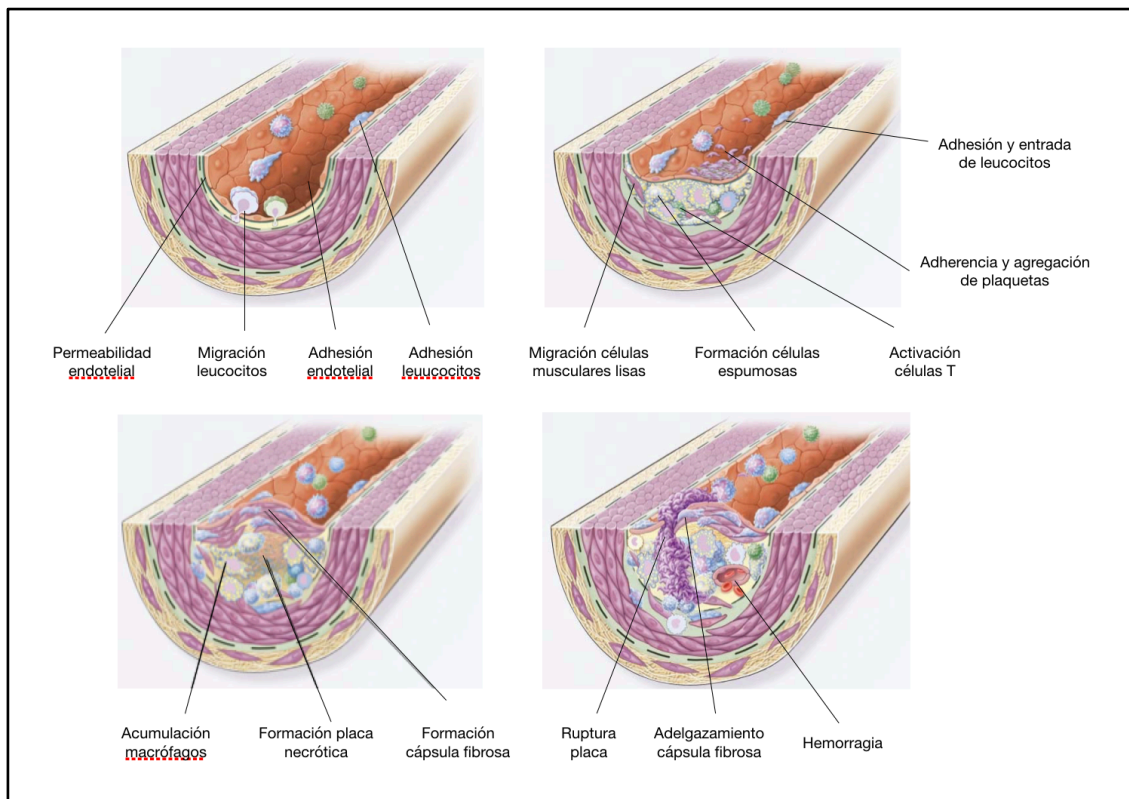 Adhesión y entrada
de leucocitos
Adherencia y agregación
de plaquetas
Permeabilidad
endotelial
Migración
leucocitos
Adhesión
endotelial
Adhesión
leuucocitos
Migración células
musculares lisas
Formación células
espumosas
Activación
células T
Acumulación
macrófagos
Formación placa
necrótica
Formación
cápsula fibrosa
Ruptura
placa
Adelgazamiento
cápsula fibrosa
Hemorragia